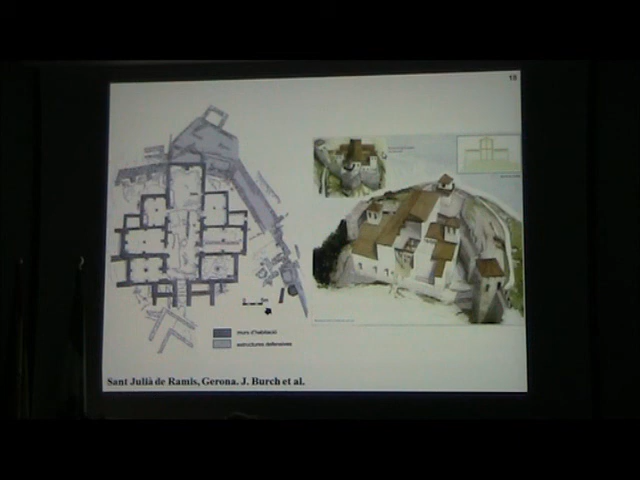 18
murs d'habitació
estructures defensives
Sant Julià de Ramis, Gerona. J. Burch et al.